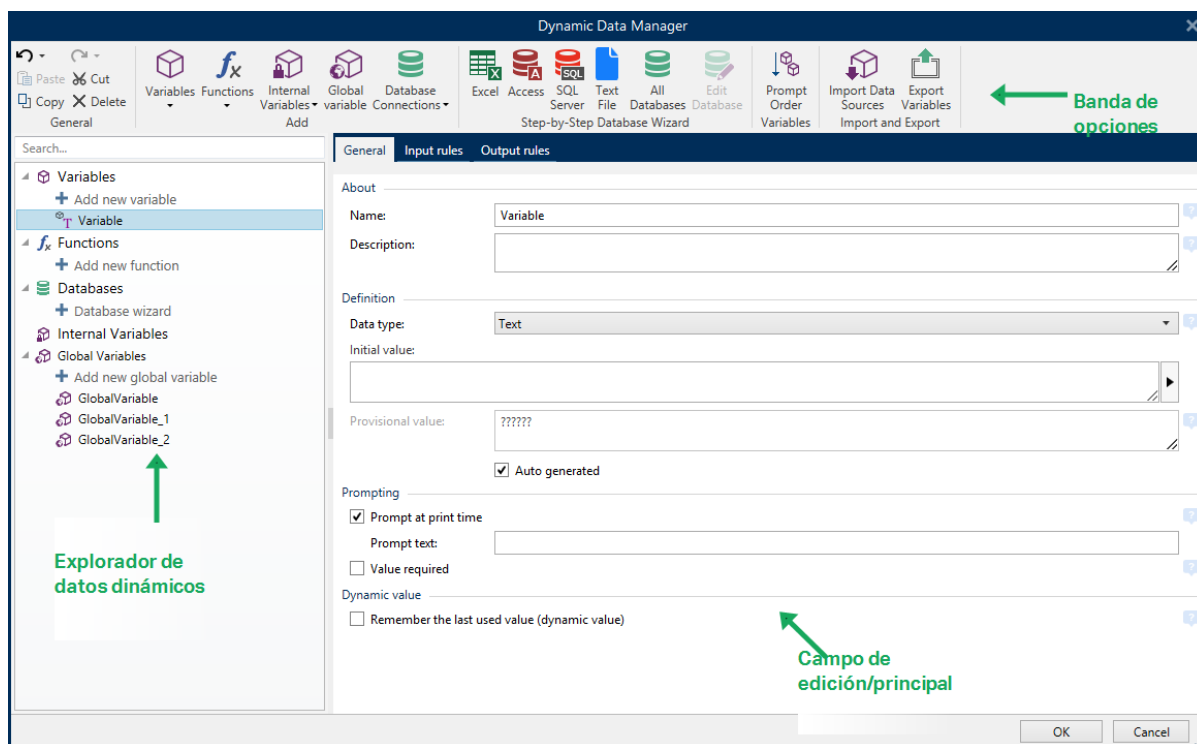 Dynamic Data Manager
Paste Cut
Copy Delete
General
Variables Functions Internal Variables Global variable Database Connections
Add
Excel Access SQL Server Text File All Databases Edit Database
Step-by-Step Database Wizard
Prompt Order
Variables
Import Data Sources Export Variables
Import and Export
Banda de
opciones
Search...
Variables
Add new variable
Variable
Functions
Add new function
Databases
Database wizard
Internal Variables
Global Variables
Add new global variable
GlobalVariable
GlobalVariable_1
GlobalVariable_2
Explorador de
datos dinámicos
General Input rules Output rules
About
Name: Variable
Description:
Definition
Data type: Text
Initial value:
Provisional value: ??????
Auto generated
Prompting
Prompt at print time
Prompt text:
Value required
Dynamic value
Remember the last used value (dynamic value)
Campo de
edición/principal
OK Cancel